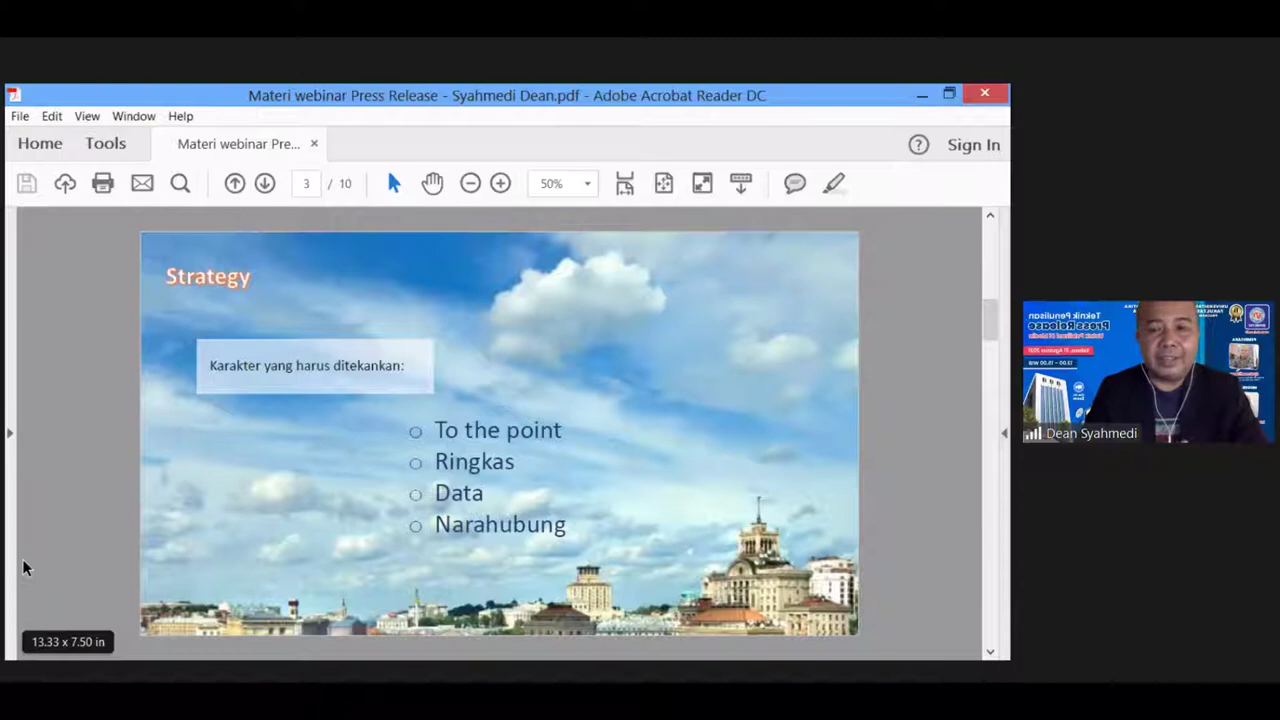 Materi webinar Press Release - Syahmedi Dean.pdf - Adobe Acrobat Reader DC
File Edit View Window Help
Home Tools Materi webinar Pre... Sign In
3 / 10 50%
Strategy
Karakter yang harus ditekankan:
To the point
Ringkas
Data
Narahubung
13.33 x 7.50 in
Teknik Penulisan
Press Release
Dean Syahmedi